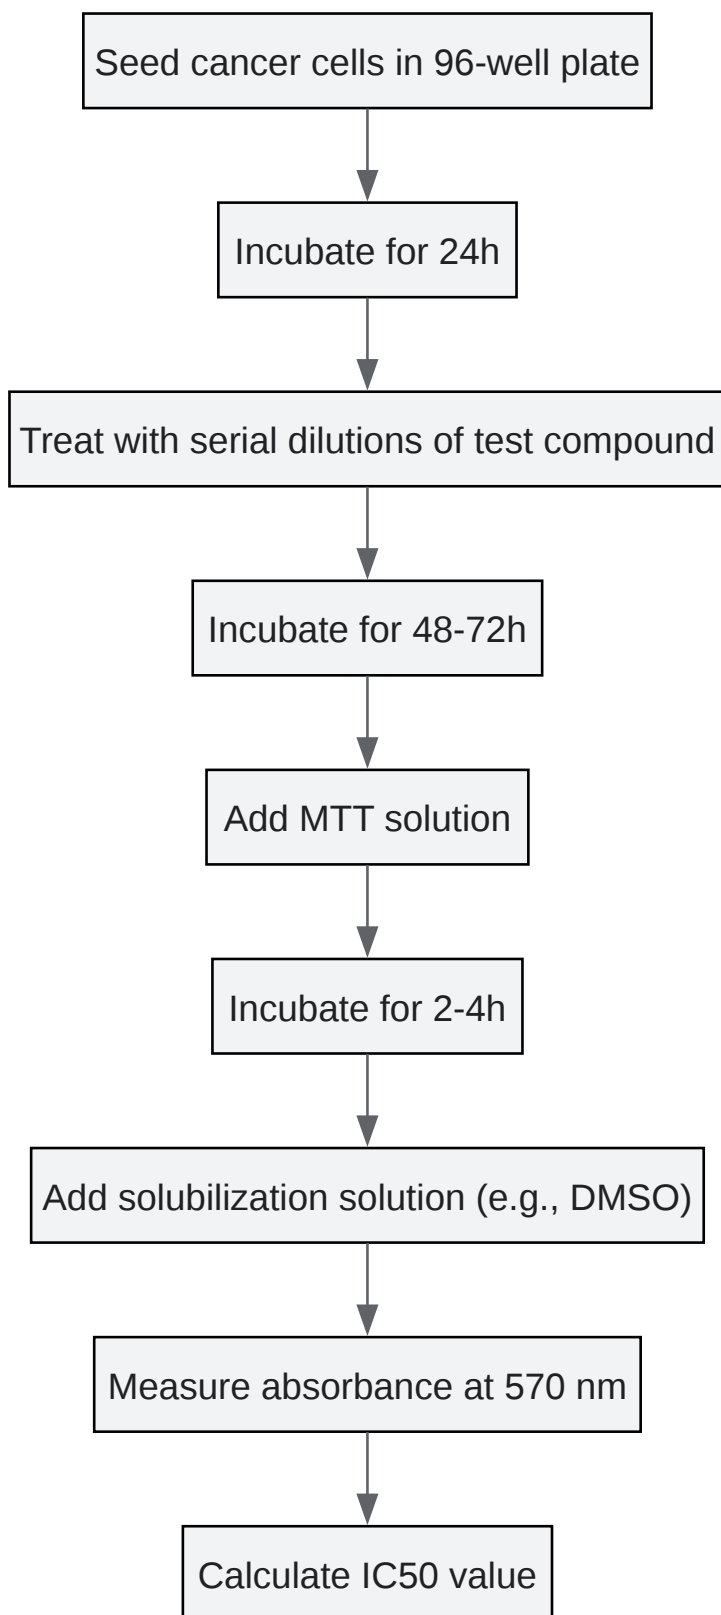 Seed cancer cells in 96-well plate
Incubate for 24h
Treat with serial dilutions of test compound
Incubate for 48-72h
Add MTT solution
Incubate for 2-4h
Add solubilization solution (e.g., DMSO)
Measure absorbance at 570 nm
Calculate IC50 value